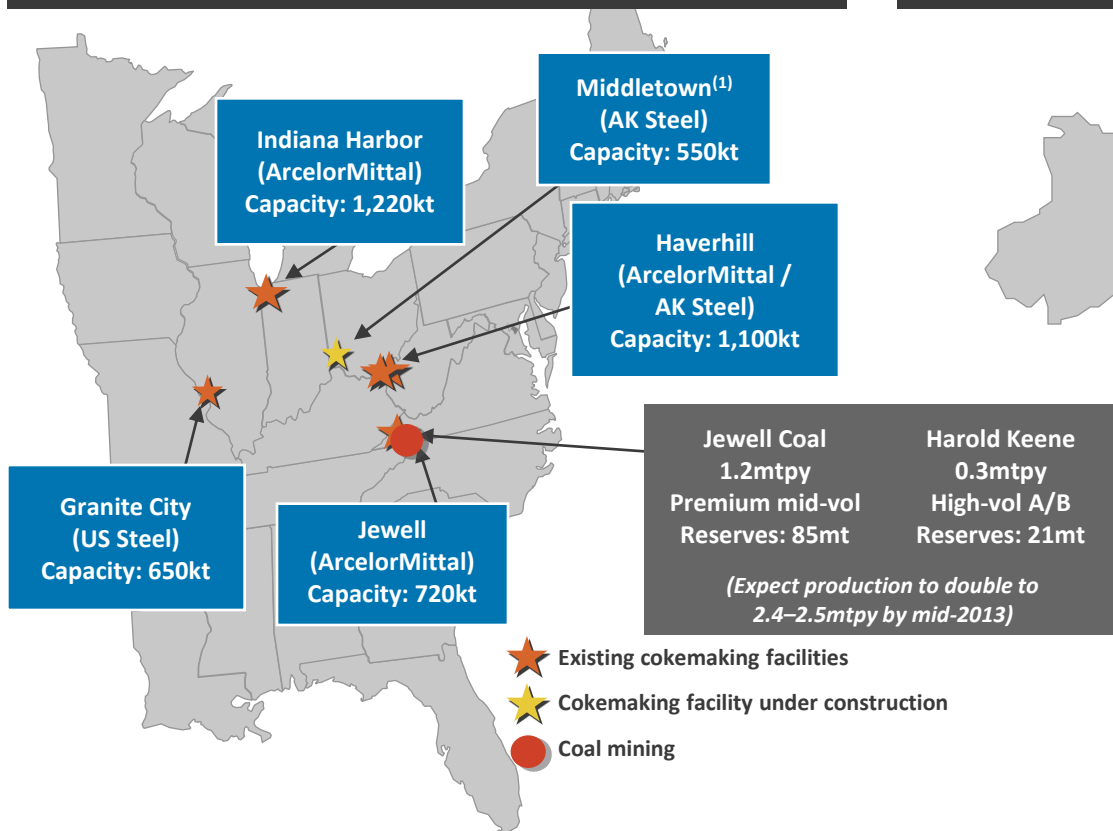 Middletown(1)
(AK Steel)
Capacity: 550kt
Indiana Harbor
(ArcelorMittal)
Capacity: 1,220kt
Haverhill
(ArcelorMittal /
AK Steel)
Capacity: 1,100kt
Granite City
(US Steel)
Capacity: 650kt
Jewell
(ArcelorMittal)
Capacity: 720kt
Jewell Coal
1.2mtpy
Premium mid-vol
Reserves: 85mt
Harold Keene
0.3mtpy
High-vol A/B
Reserves: 21mt
(Expect production to double to
2.4–2.5mtpy by mid-2013)
Existing cokemaking facilities
Cokemaking facility under construction
Coal mining